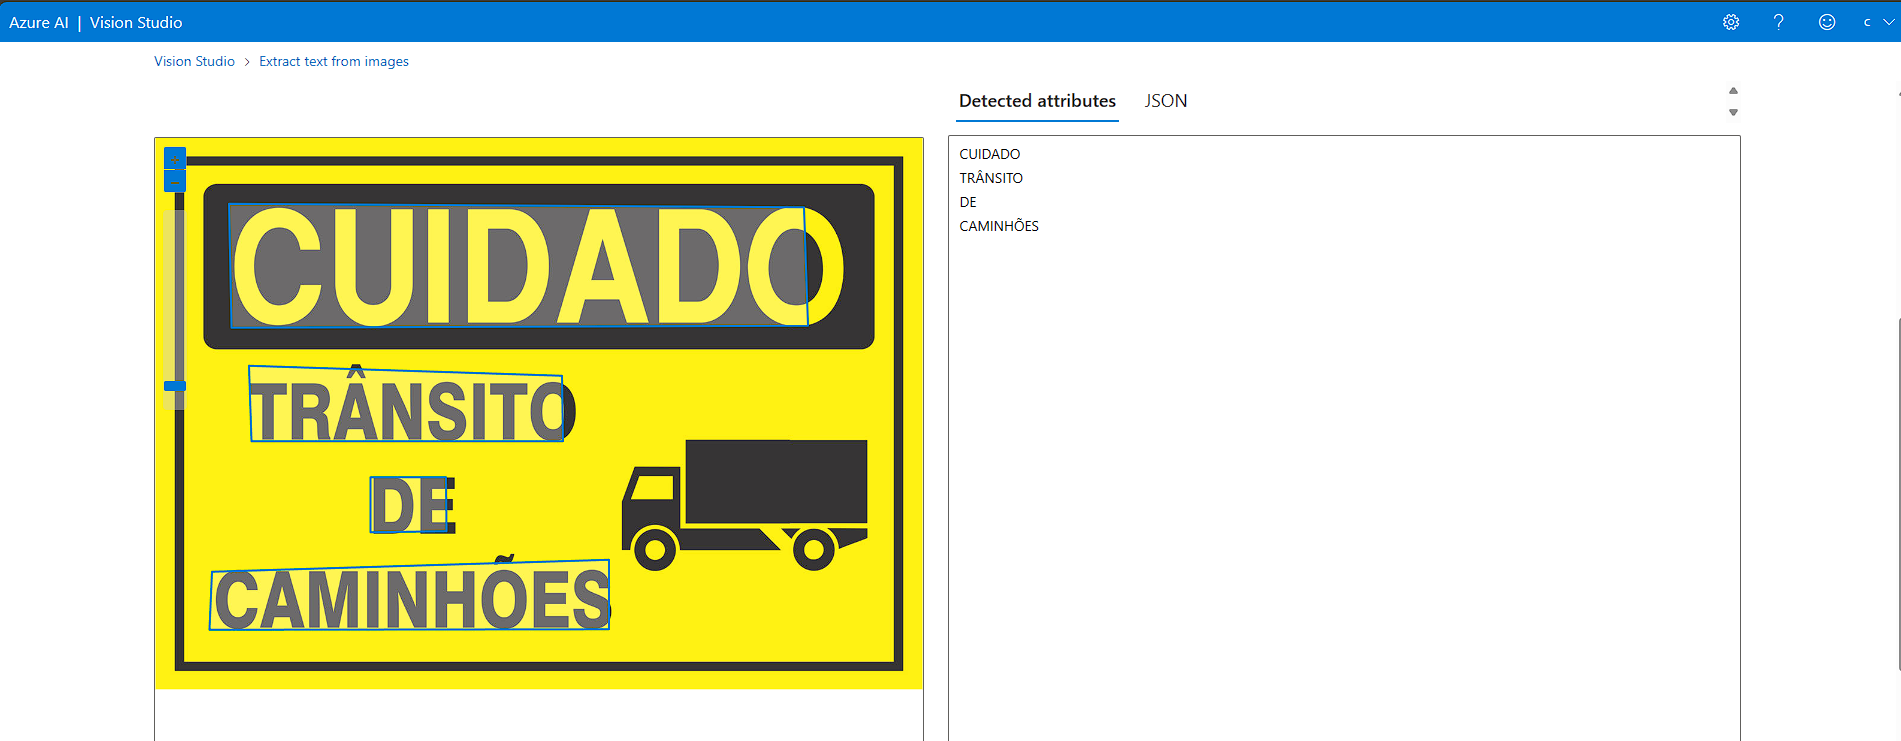 Azure AI | Vision Studio
c
Vision Studio > Extract text from images
Detected attributes
JSON
CUIDADO
TRÂNSITO
DE
CAMINHÕES
CUIDADO
TRÂNSITO
DE
CAMINHÕES